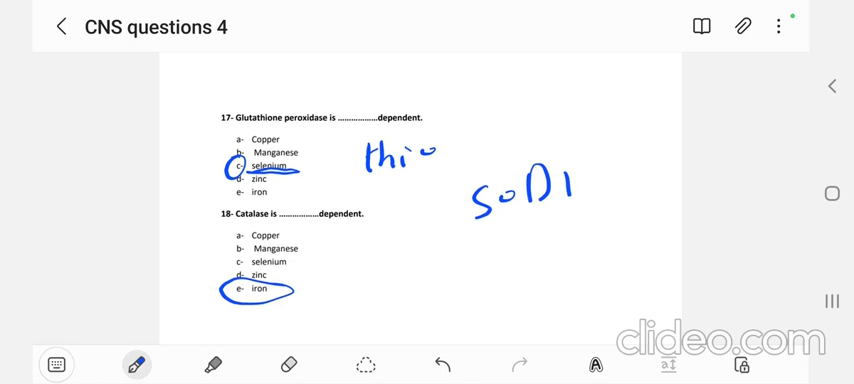 CNS questions 4
17- Glutathione peroxidase is ………………dependent.
a- Copper
b- Manganese
c- selenium
d- zinc
e- iron
thio
SOD1
18- Catalase is ………………dependent.
a- Copper
b- Manganese
c- selenium
d- zinc
e- iron
clideo.com